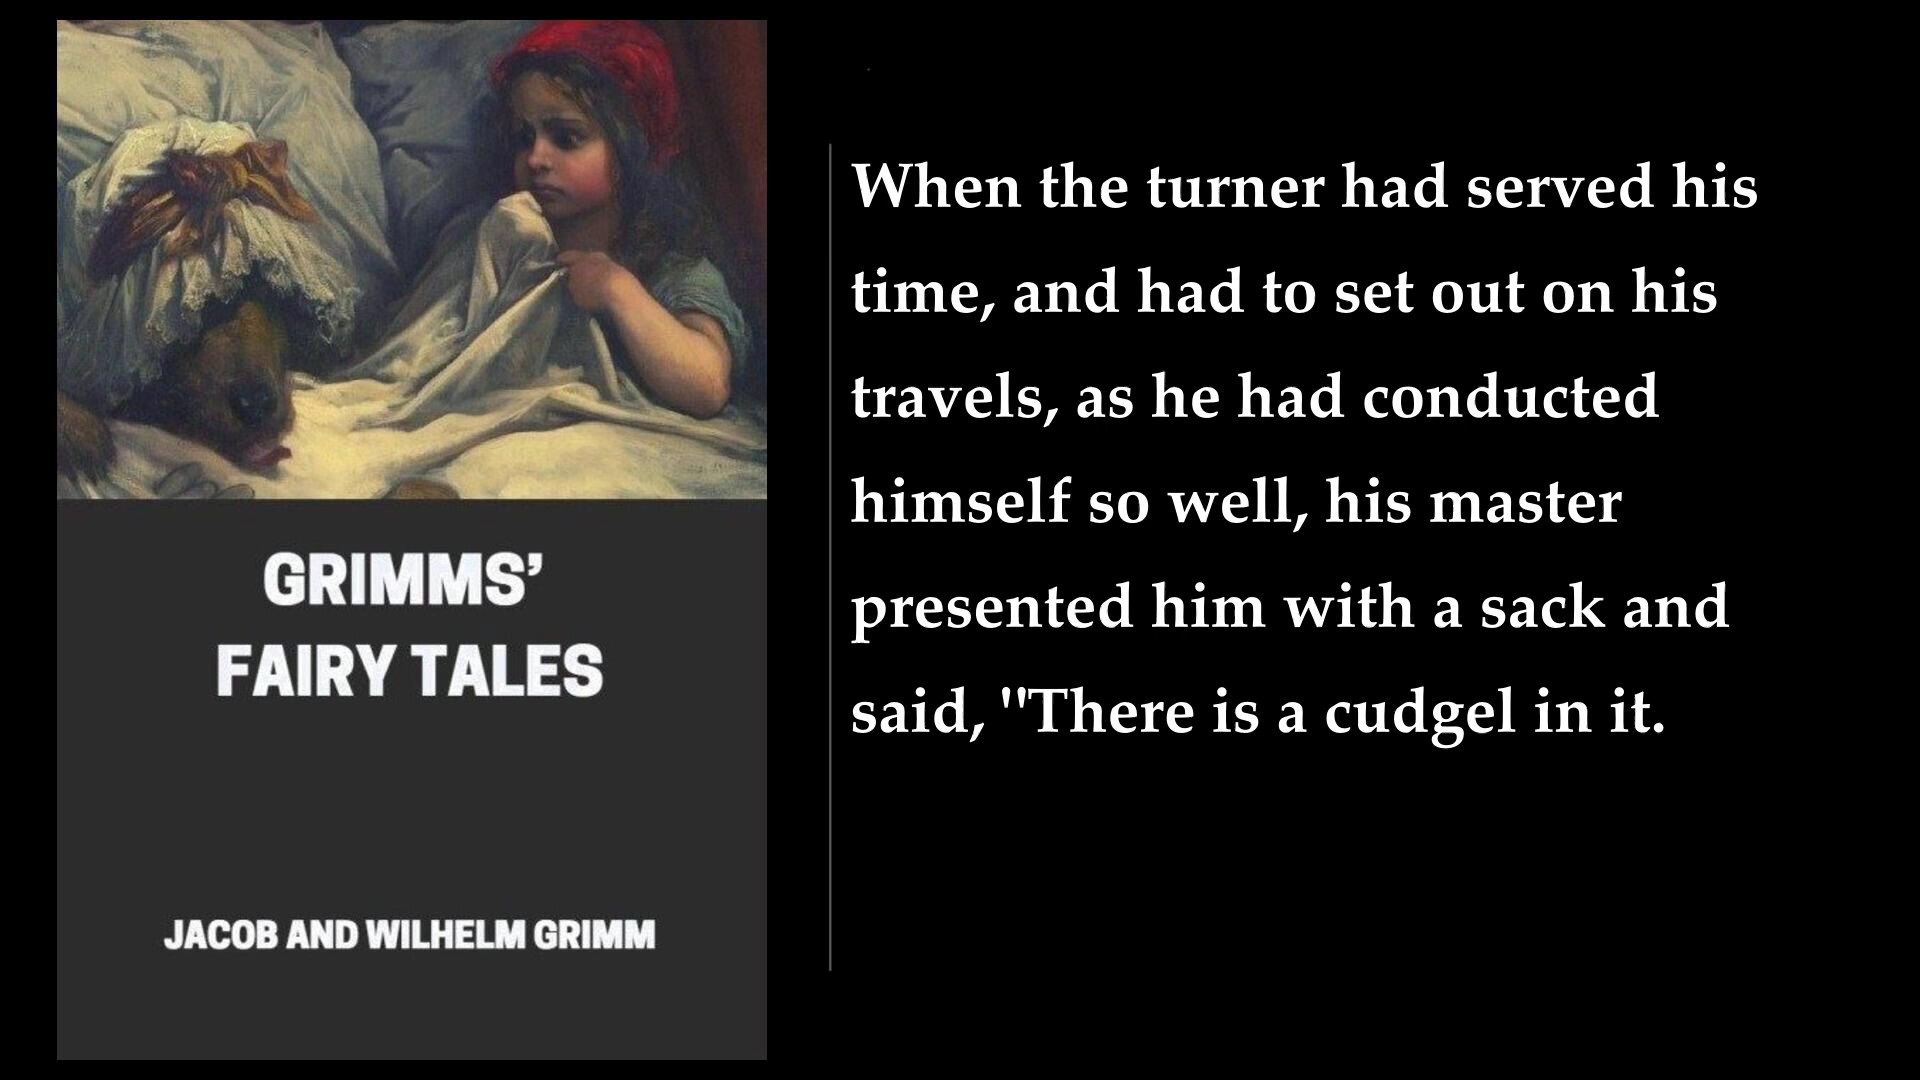 GRIMMS’
FAIRY TALES
JACOB AND WILHELM GRIMM
When the turner had served his
time, and had to set out on his
travels, as he had conducted
himself so well, his master
presented him with a sack and
said, "There is a cudgel in it.